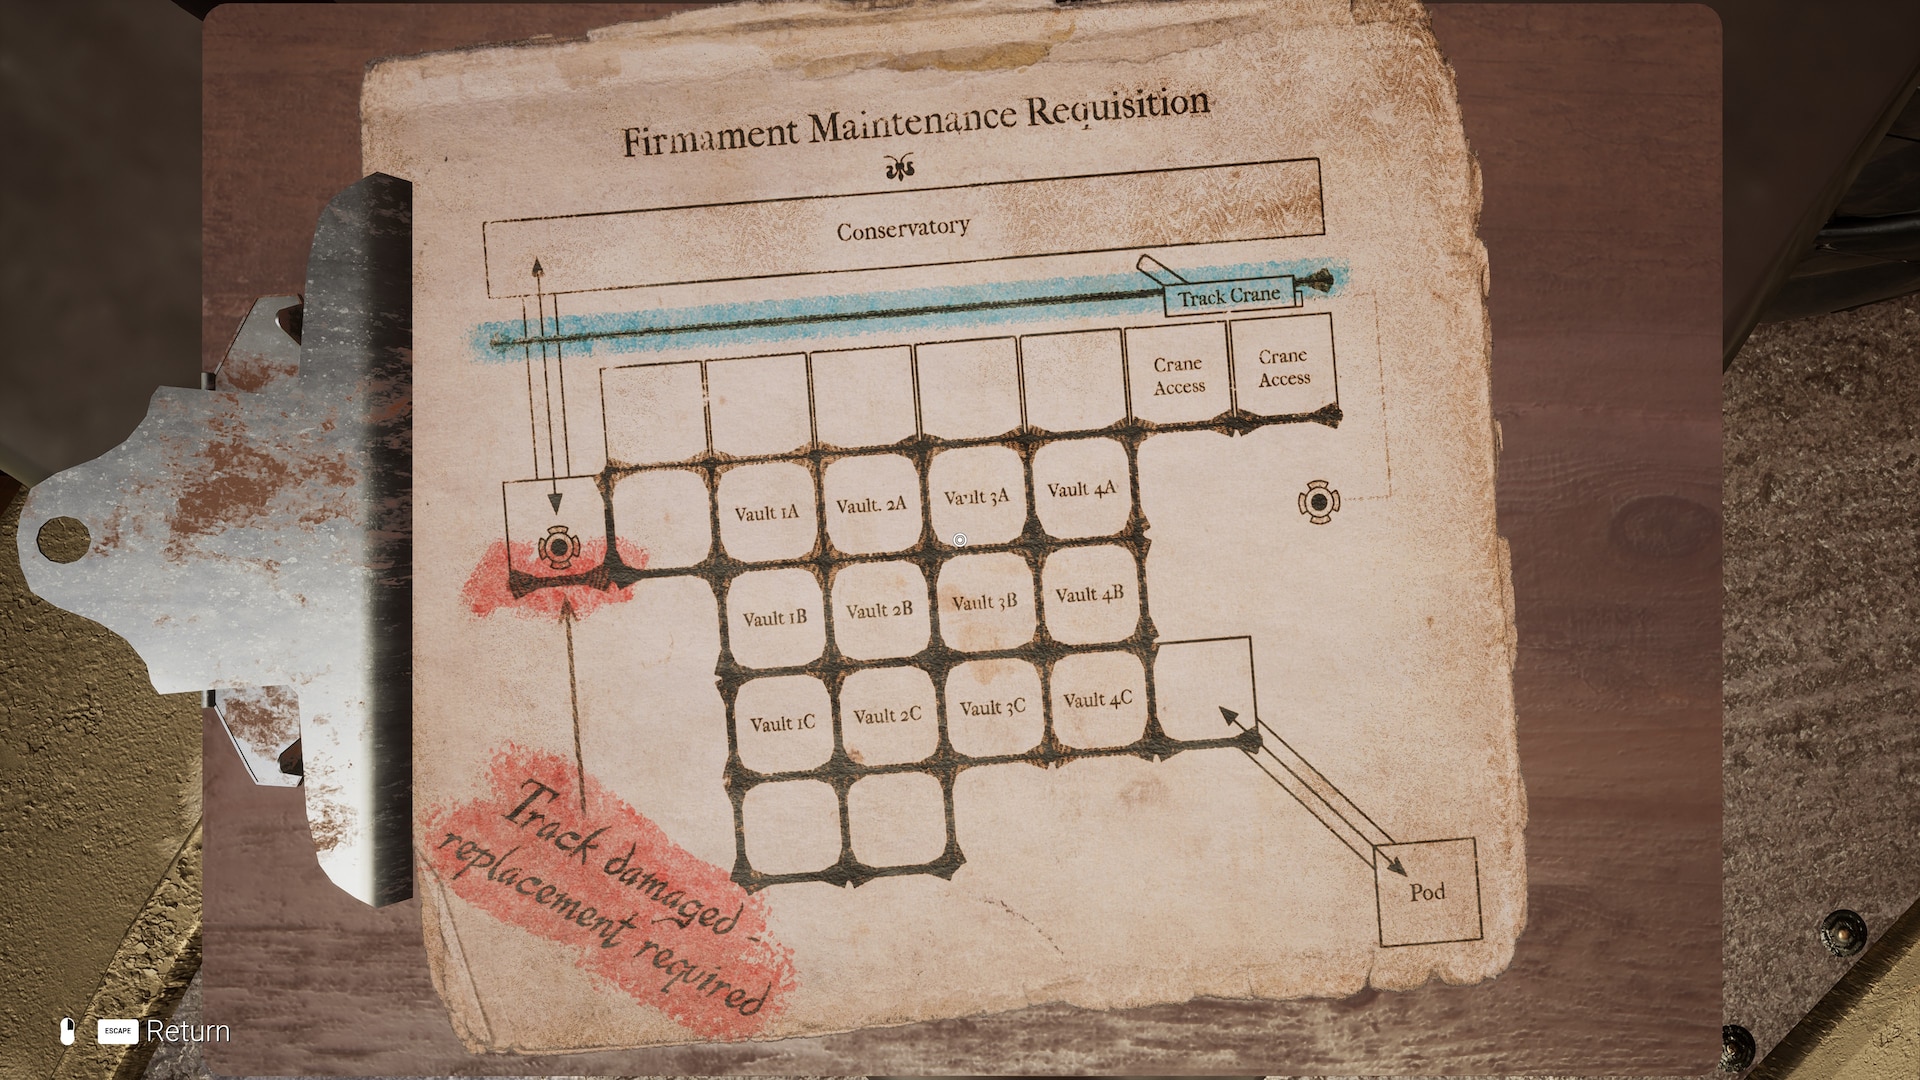 Firmament Maintenance Requisition
Conservatory
Track Crane
Crane
Access
Crane
Access
Vault 1A
Vault. 2A
Vault 3A
Vault 4A
Vault 1B
Vault 2B
Vault 3B
Vault 4B
Vault 1C
Vault 2C
Vault 3C
Vault 4C
Track damaged -
replacement required
Pod
ESCAPE Return